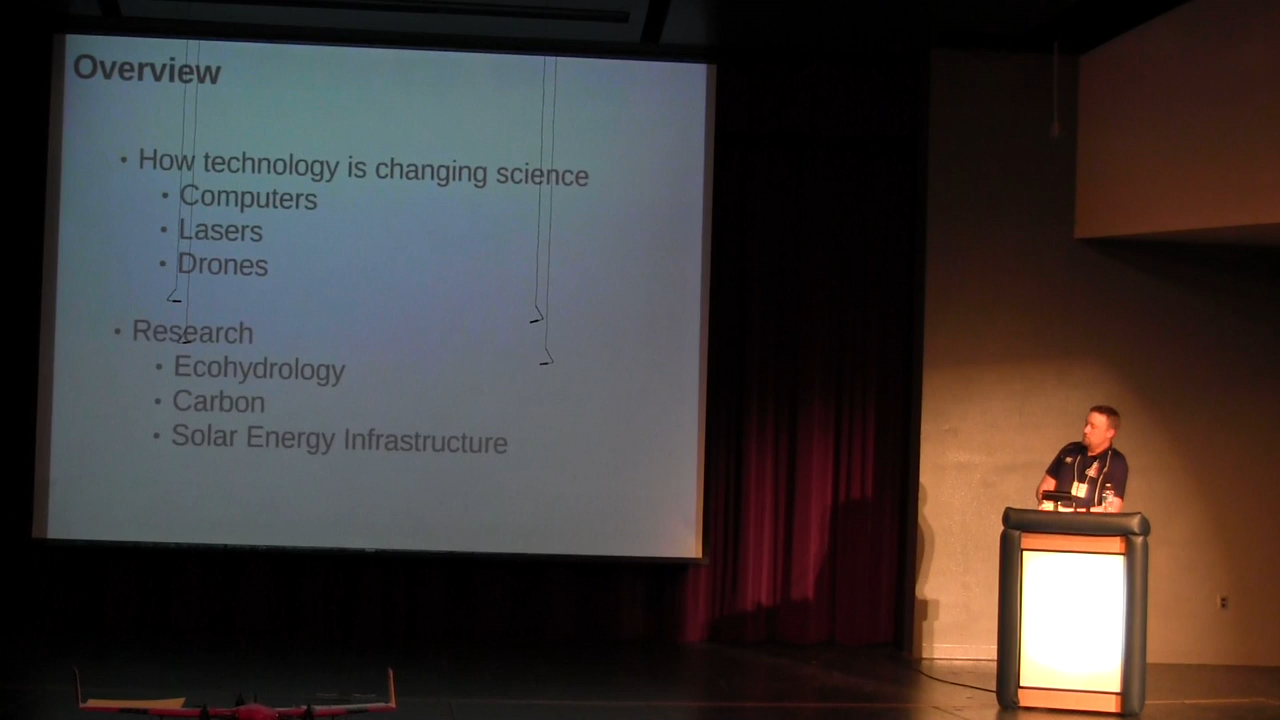 Overview
• How technology is changing science
• Computers
• Lasers
• Drones
• Research
• Ecohydrology
• Carbon
• Solar Energy Infrastructure